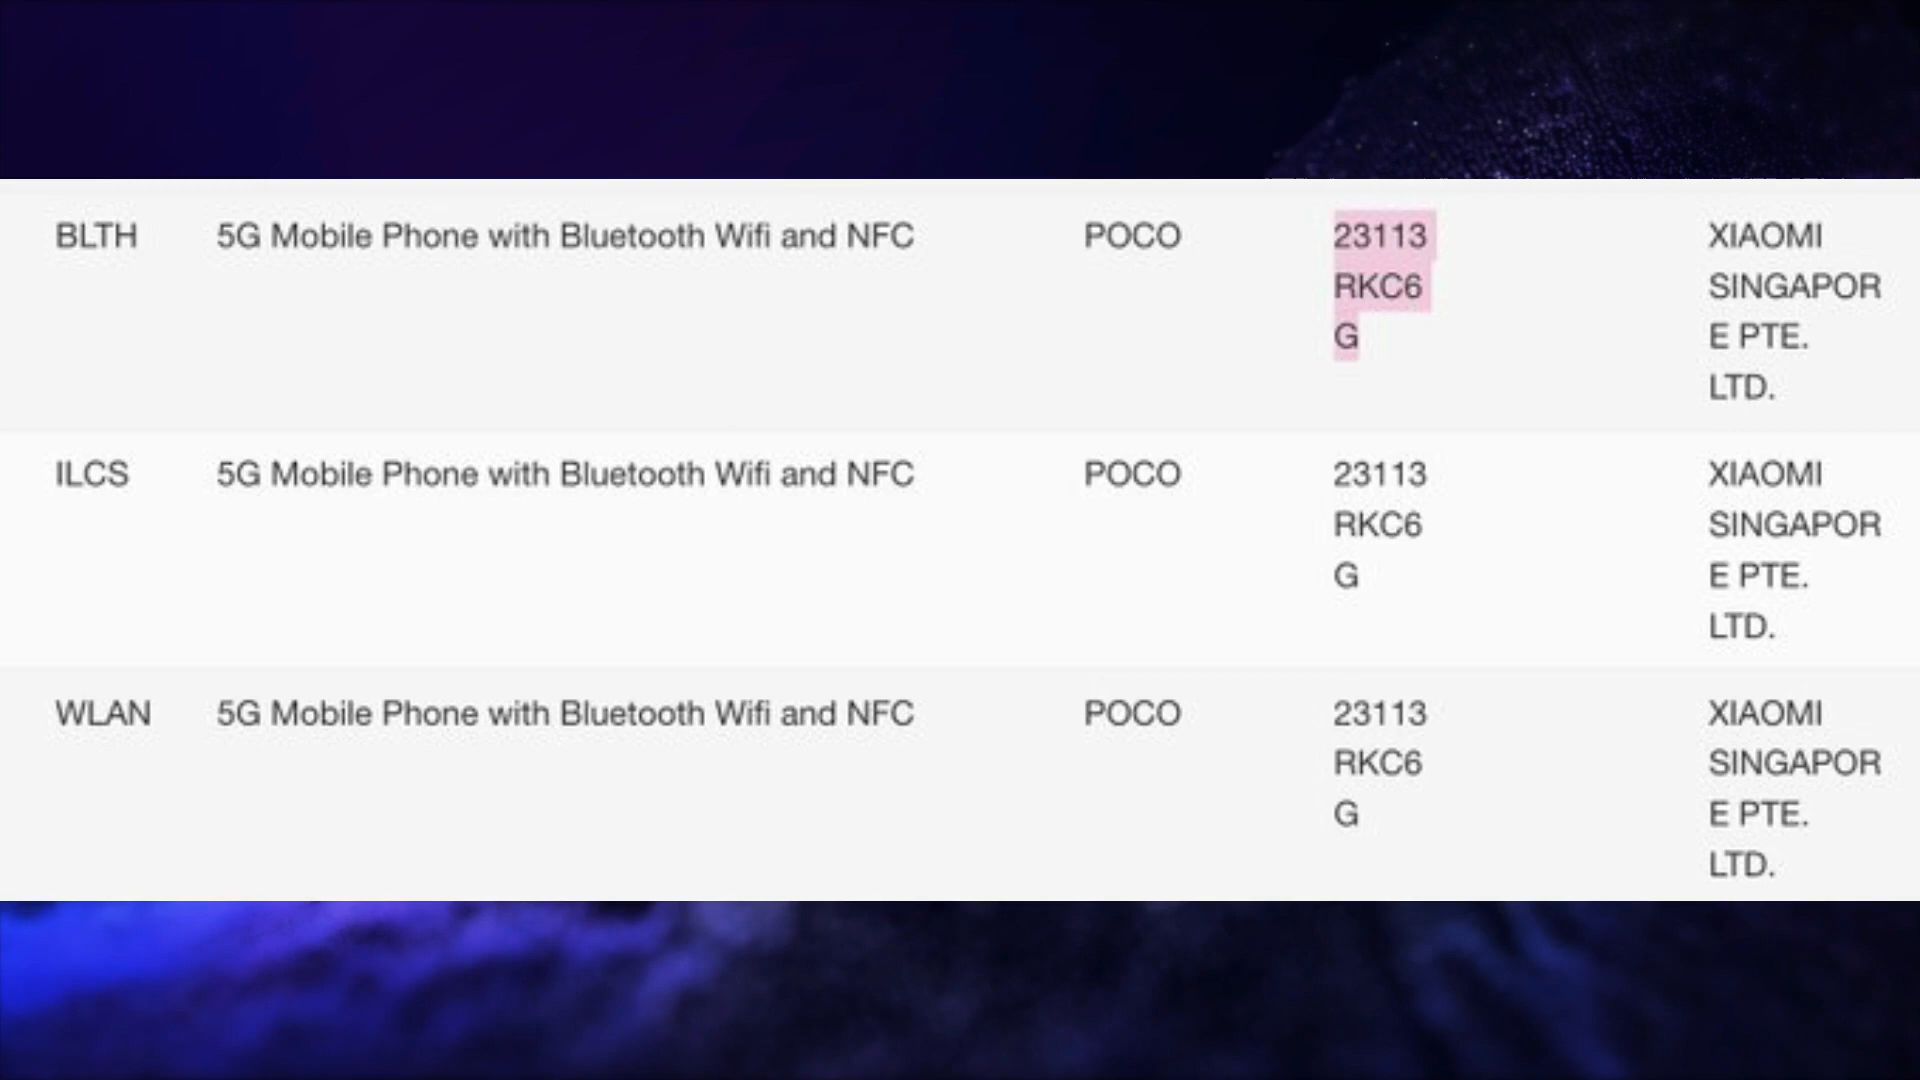 BLTH 5G Mobile Phone with Bluetooth Wifi and NFC POCO 23113 XIAOMI
RKC6 SINGAPOR
G E PTE.
LTD.
ILCS 5G Mobile Phone with Bluetooth Wifi and NFC POCO 23113 XIAOMI
RKC6 SINGAPOR
G E PTE.
LTD.
WLAN 5G Mobile Phone with Bluetooth Wifi and NFC POCO 23113 XIAOMI
RKC6 SINGAPOR
G E PTE.
LTD.